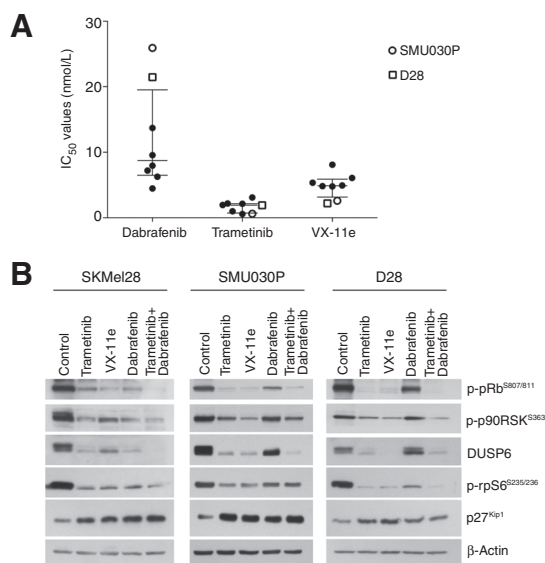 A
30
20
10
0
IC50 values (nmol/L)
SMU030P
D28
Dabrafenib
Trametinib
VX-11e
B
SKMel28
SMU030P
D28
Control
Trametinib
VX-11e
Dabrafenib
Trametinib+
Dabrafenib
Control
Trametinib
VX-11e
Dabrafenib
Trametinib+
Dabrafenib
Control
Trametinib
VX-11e
Dabrafenib
Trametinib+
Dabrafenib
p-pRbS807/811
p-p90RSKS363
DUSP6
p-rpS6S235/236
p27Kip1
β-Actin